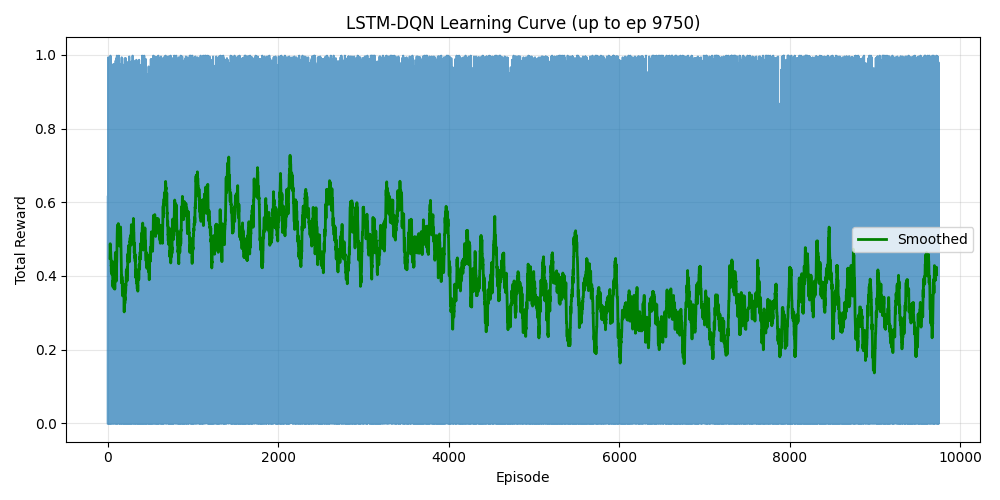 LSTM-DQN Learning Curve (up to ep 9750)
1.0
0.8
0.6
0.4
0.2
0.0
Total Reward
Smoothed
0 2000 4000 6000 8000 10000
Episode